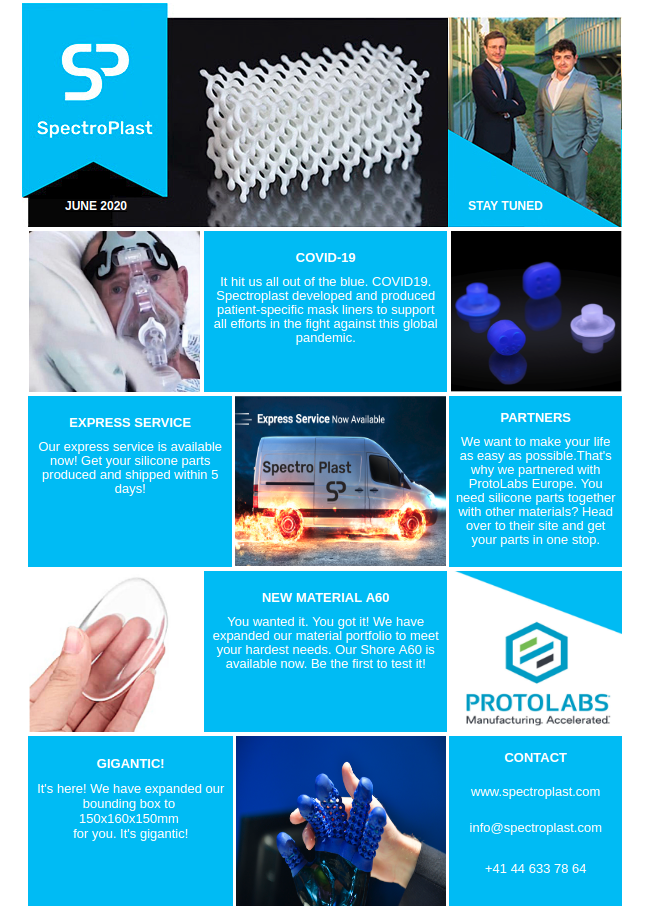 SP
SpectroPlast
JUNE 2020
STAY TUNED
COVID-19
It hit us all out of the blue. COVID19.
Spectroplast developed and produced
patient-specific mask liners to support
all efforts in the fight against this global
pandemic.
EXPRESS SERVICE
Our express service is available
now! Get your silicone parts
produced and shipped within 5
days!
Express Service Now Available
Spectro Plast
SP
PARTNERS
We want to make your life
as easy as possible.That's
why we partnered with
ProtoLabs Europe. You
need silicone parts together
with other materials? Head
over to their site and get
your parts in one stop.
NEW MATERIAL A60
You wanted it. You got it! We have
expanded our material portfolio to meet
your hardest needs. Our Shore A60 is
available now. Be the first to test it!
PROTOLABS
Manufacturing. Accelerated.
GIGANTIC!
It's here! We have expanded our
bounding box to
150x160x150mm
for you. It's gigantic!
CONTACT
www.spectroplast.com
info@spectroplast.com
+41 44 633 78 64